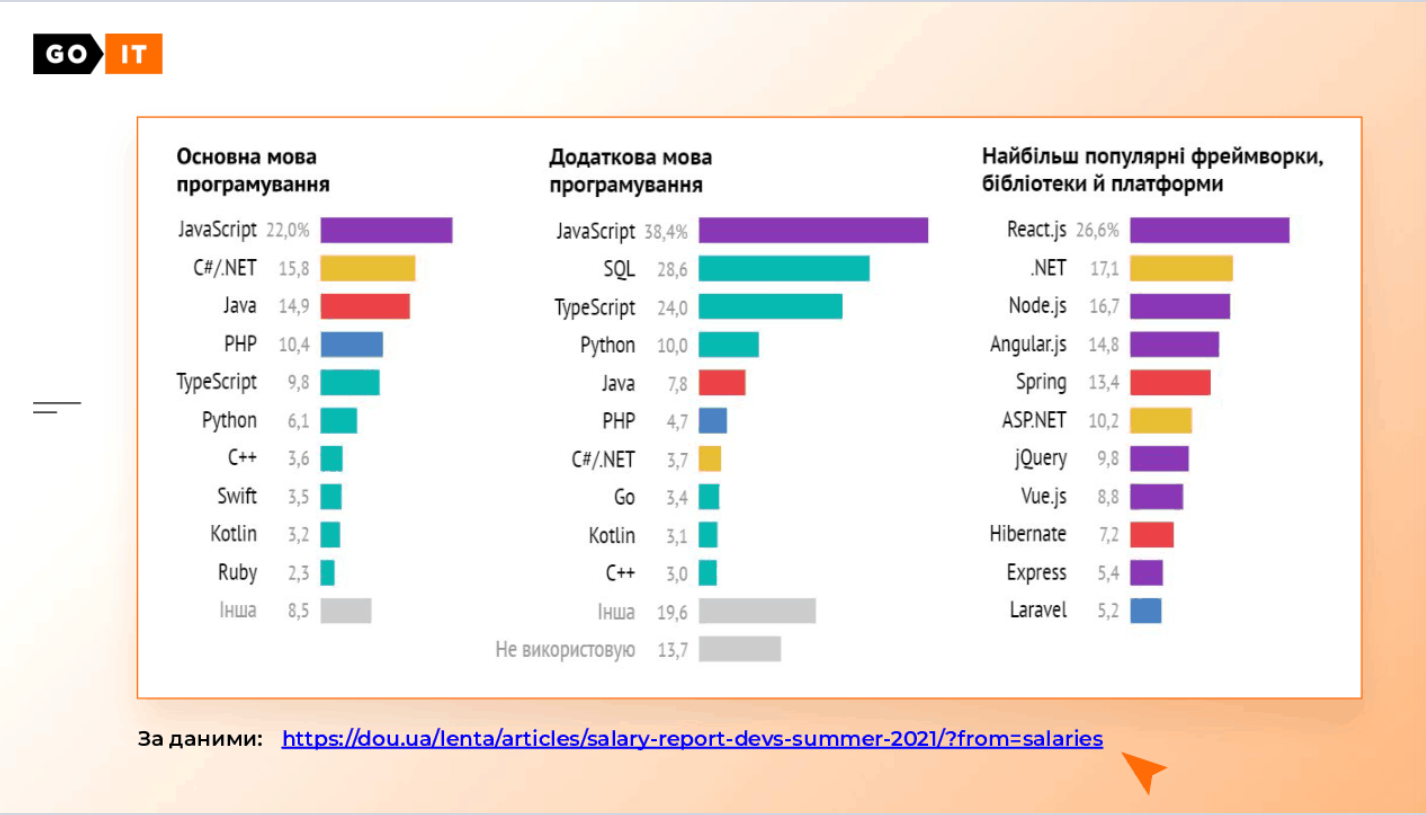 GO IT
Основна мова
програмування
JavaScript 22,0%
C#/.NET 15,8
Java 14,9
PHP 10,4
TypeScript 9,8
Python 6,1
C++ 3,6
Swift 3,5
Kotlin 3,2
Ruby 2,3
Інша 8,5
Додаткова мова
програмування
JavaScript 38,4%
SQL 28,6
TypeScript 24,0
Python 10,0
Java 7,8
PHP 4,7
C#/.NET 3,7
Go 3,4
Kotlin 3,1
C++ 3,0
Інша 19,6
Не використовую 13,7
Найбільш популярні фреймворки,
бібліотеки й платформи
React.js 26,6%
.NET 17,1
Node.js 16,7
Angular.js 14,8
Spring 13,4
ASP.NET 10,2
jQuery 9,8
Vue.js 8,8
Hibernate 7,2
Express 5,4
Laravel 5,2
За даними: https://dou.ua/lenta/articles/salary-report-devs-summer-2021/?from=salaries